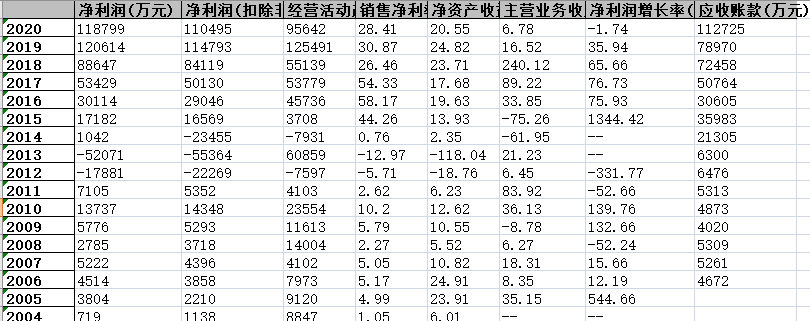 净利润(万元) 净利润(扣除非 经营活动产 销售净利率 净资产收益 主营业务收 净利润增长率( 应收账款(万元)
2020 118799 110495 95642 28.41 20.55 6.78 -1.74 112725
2019 120614 114793 125491 30.87 24.82 16.52 35.94 78970
2018 88647 84119 55139 26.46 23.71 240.12 65.66 72458
2017 53429 50130 53779 54.33 17.68 89.22 76.73 50764
2016 30114 29046 45736 58.17 19.63 33.85 75.93 30605
2015 17182 16569 3708 44.26 13.93 -75.26 1344.42 35983
2014 1042 -23455 -7931 0.76 2.35 -61.95 -- 21305
2013 -52071 -55364 60859 -12.97 -118.04 21.23 -- 6300
2012 -17881 -22269 -7597 -5.71 -18.76 6.45 -331.77 6476
2011 7105 5352 4103 2.62 6.23 83.92 -52.66 5313
2010 13737 14348 23554 10.2 12.62 36.13 139.76 4873
2009 5776 5293 11613 5.79 10.55 -8.78 132.66 4020
2008 2785 3718 14004 2.27 5.52 6.27 -52.24 5309
2007 5222 4396 4102 5.05 10.82 18.31 15.66 5261
2006 4514 3858 7973 5.17 24.91 8.35 12.19 4672
2005 3804 2210 9120 4.99 23.91 35.15 544.66
2004 719 1138 8847 1.05 6.01 -- --